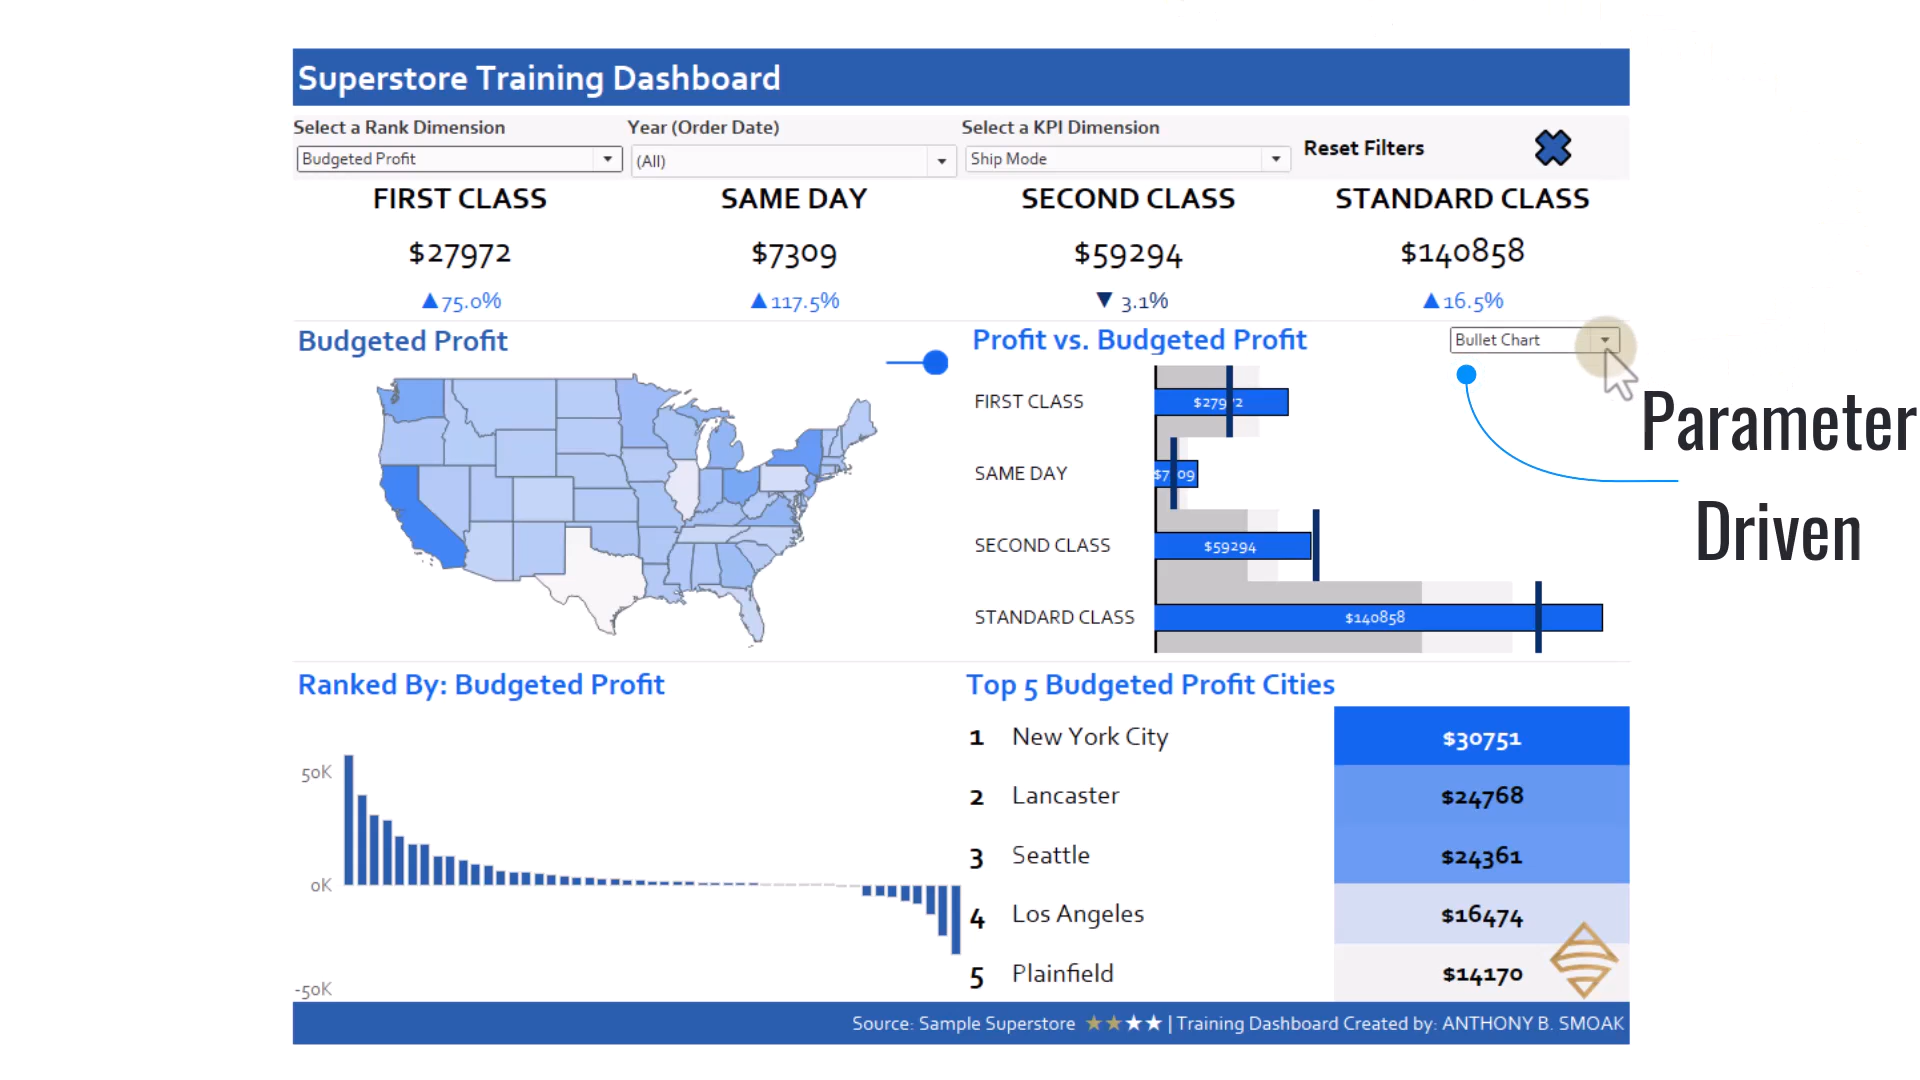 Superstore Training Dashboard
Select a Rank Dimension
Year (Order Date)
Select a KPI Dimension
Reset Filters
Budgeted Profit
(All)
Ship Mode
FIRST CLASS
SAME DAY
SECOND CLASS
STANDARD CLASS
$27972
$7309
$59294
$140858
▲75.0%
▲117.5%
▼ 3.1%
▲16.5%
Budgeted Profit
Profit vs. Budgeted Profit
Bullet Chart
FIRST CLASS
$27972
SAME DAY
$7309
SECOND CLASS
$59294
STANDARD CLASS
$140858
Parameter
Driven
Ranked By: Budgeted Profit
50K
0K
-50K
Top 5 Budgeted Profit Cities
1 New York City $30751
2 Lancaster $24768
3 Seattle $24361
4 Los Angeles $16474
5 Plainfield $14170
Source: Sample Superstore ★★★★ | Training Dashboard Created by: ANTHONY B. SMOAK